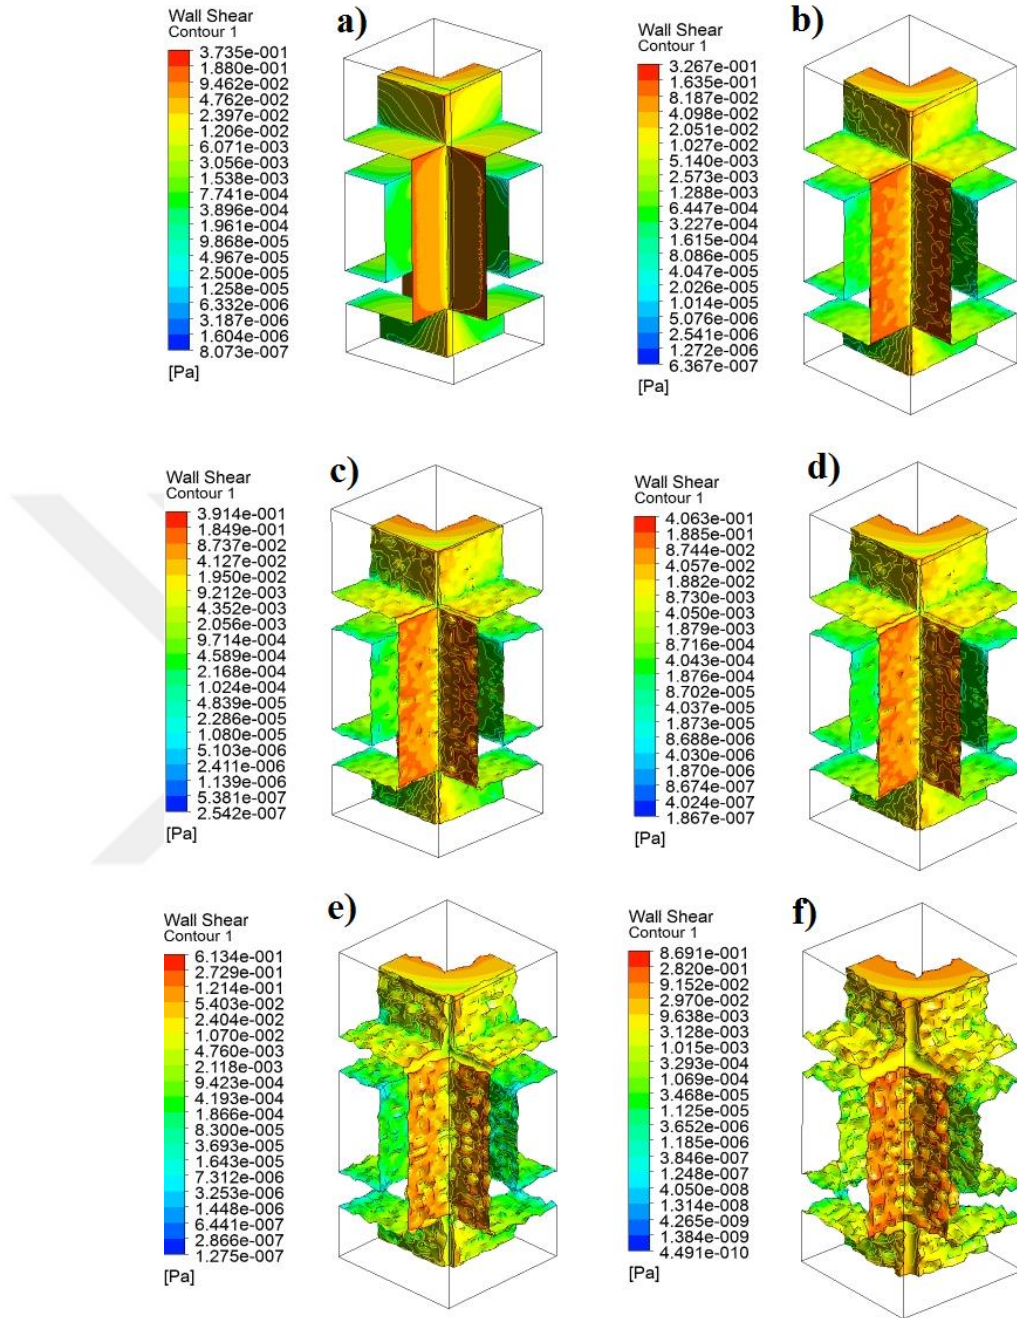 a)
Wall Shear
Contour 1
3.735e-001
1.880e-001
9.462e-002
4.762e-002
2.397e-002
1.206e-002
6.071e-003
3.056e-003
1.538e-003
7.741e-004
3.896e-004
1.961e-004
9.868e-005
4.967e-005
2.500e-005
1.258e-005
6.332e-006
3.187e-006
1.604e-006
8.073e-007
[Pa]
b)
Wall Shear
Contour 1
3.267e-001
1.635e-001
8.187e-002
4.098e-002
2.051e-002
1.027e-002
5.140e-003
2.573e-003
1.288e-003
6.447e-004
3.227e-004
1.615e-004
8.086e-005
4.047e-005
2.026e-005
1.014e-005
5.076e-006
2.541e-006
1.272e-006
6.367e-007
[Pa]
c)
Wall Shear
Contour 1
3.914e-001
1.849e-001
8.737e-002
4.127e-002
1.950e-002
9.212e-003
4.352e-003
2.056e-003
9.714e-004
4.589e-004
2.168e-004
1.024e-004
4.839e-005
2.286e-005
1.080e-005
5.103e-006
2.411e-006
1.139e-006
5.381e-007
2.542e-007
[Pa]
d)
Wall Shear
Contour 1
4.063e-001
1.885e-001
8.744e-002
4.057e-002
1.882e-002
8.730e-003
4.050e-003
1.879e-003
8.716e-004
4.043e-004
1.876e-004
8.702e-005
4.037e-005
1.873e-005
8.688e-006
4.030e-006
1.870e-006
8.674e-007
4.024e-007
1.867e-007
[Pa]
e)
Wall Shear
Contour 1
6.134e-001
2.729e-001
1.214e-001
5.403e-002
2.404e-002
1.070e-002
4.760e-003
2.118e-003
9.423e-004
4.193e-004
1.866e-004
8.300e-005
3.693e-005
1.643e-005
7.312e-006
3.253e-006
1.448e-006
6.441e-007
2.866e-007
1.275e-007
[Pa]
f)
Wall Shear
Contour 1
8.691e-001
2.820e-001
9.152e-002
2.970e-002
9.638e-003
3.128e-003
1.015e-003
3.293e-004
1.069e-004
3.468e-005
1.125e-005
3.652e-006
1.185e-006
3.846e-007
1.248e-007
4.050e-008
1.314e-008
4.265e-009
1.384e-009
4.491e-010
[Pa]